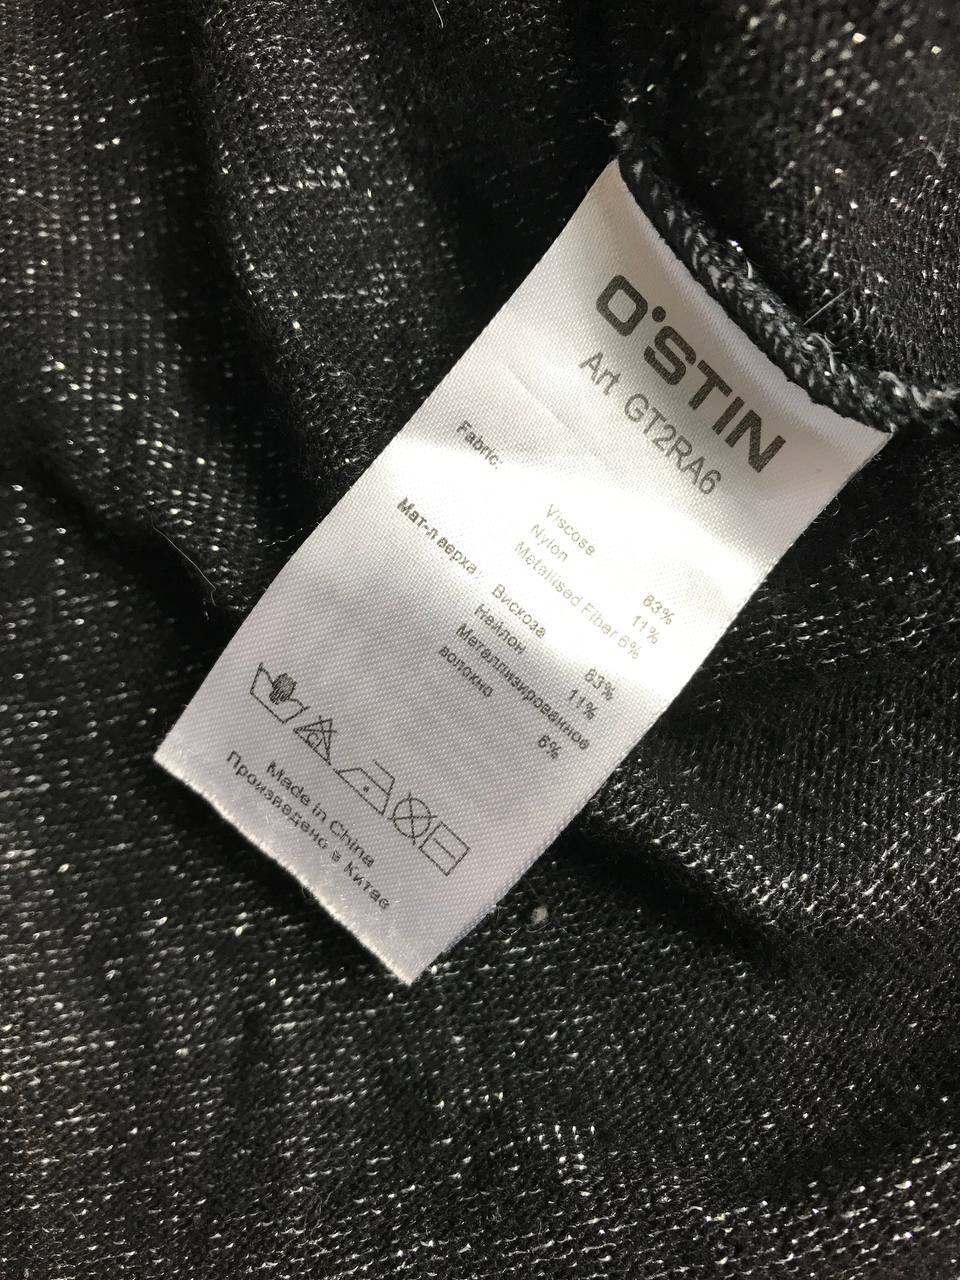 O'STIN
Art GT2RA6
Fabric:
Viscose 83%
Nylon 11%
Metallised Fiber 6%
Мат-л верха:
Вискоза 83%
Нейлон 11%
Металлизированное
волокно 6%
Made in China
Произведено в Китае